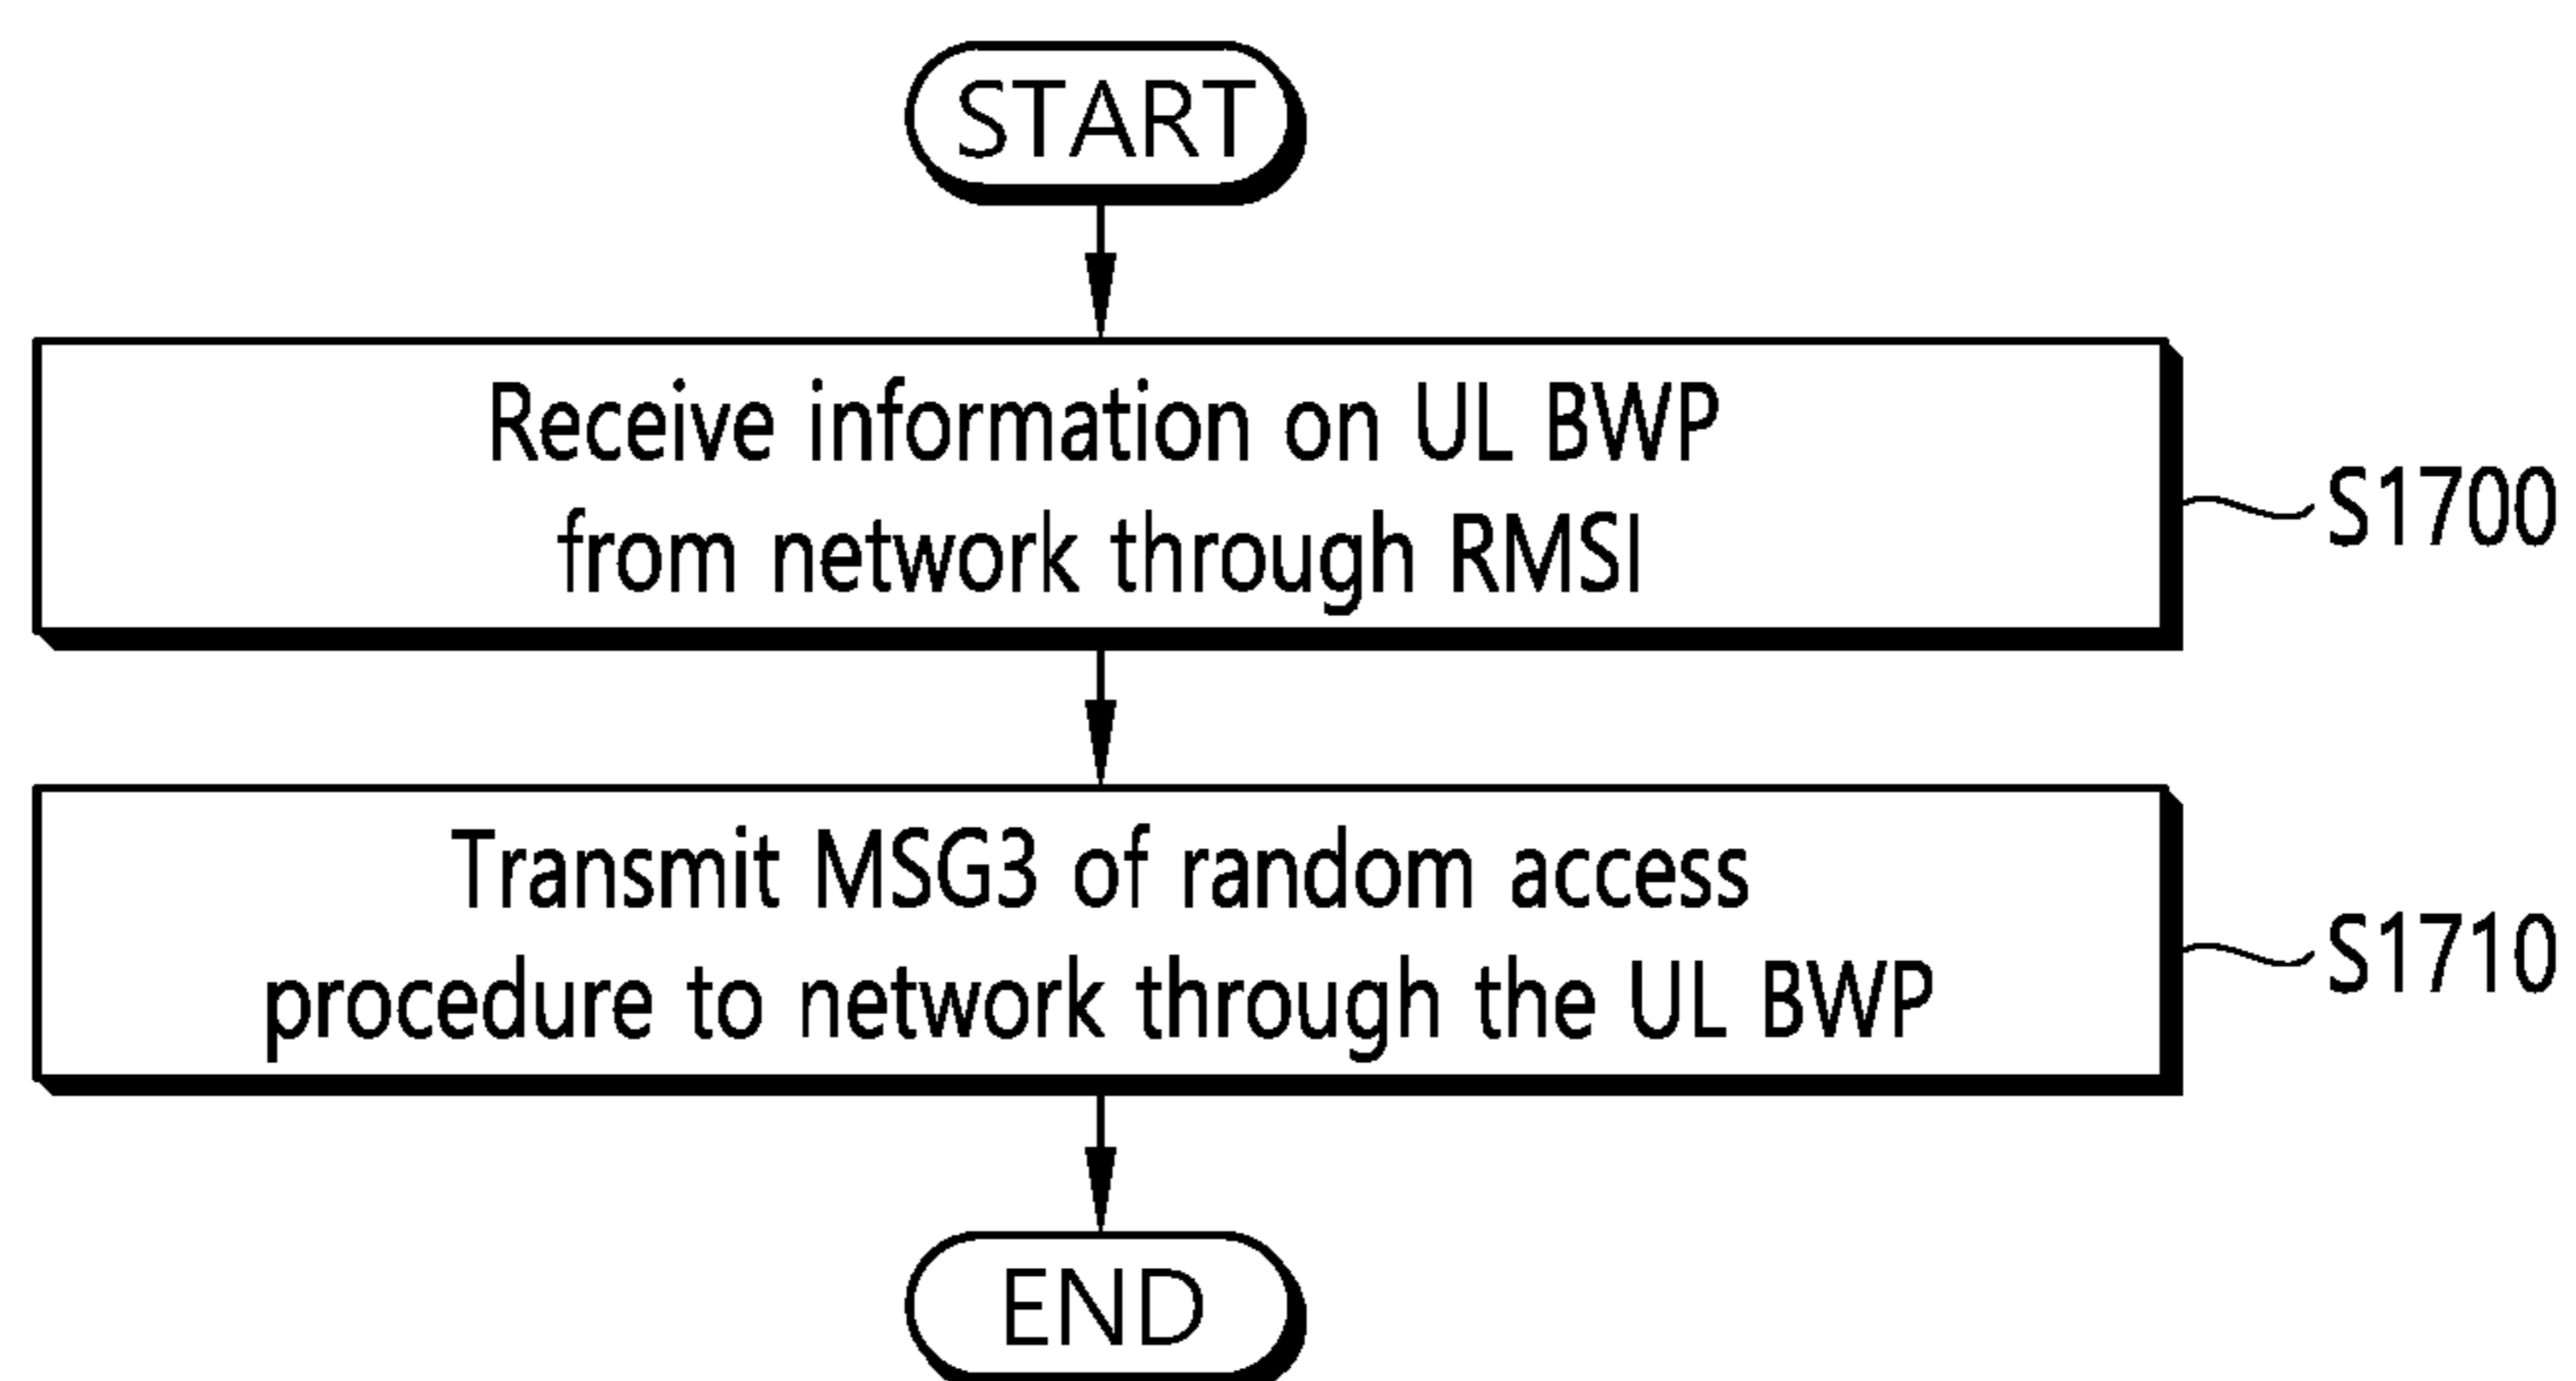 START
Receive information on UL BWP
from network through RMSI
S1700
Transmit MSG3 of random access
procedure to network through the UL BWP
S1710
END